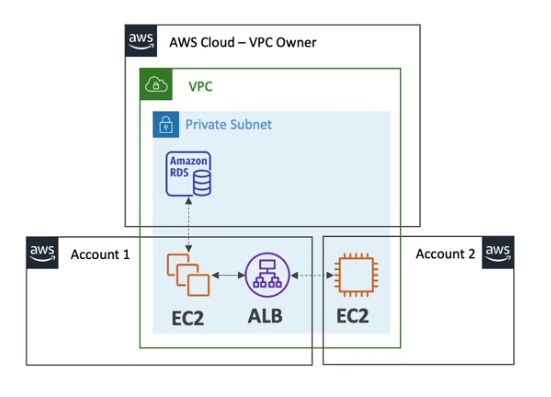 aws
AWS Cloud – VPC Owner
VPC
Private Subnet
Amazon
RDS
aws
Account 1
Account 2
aws
EC2
ALB
EC2